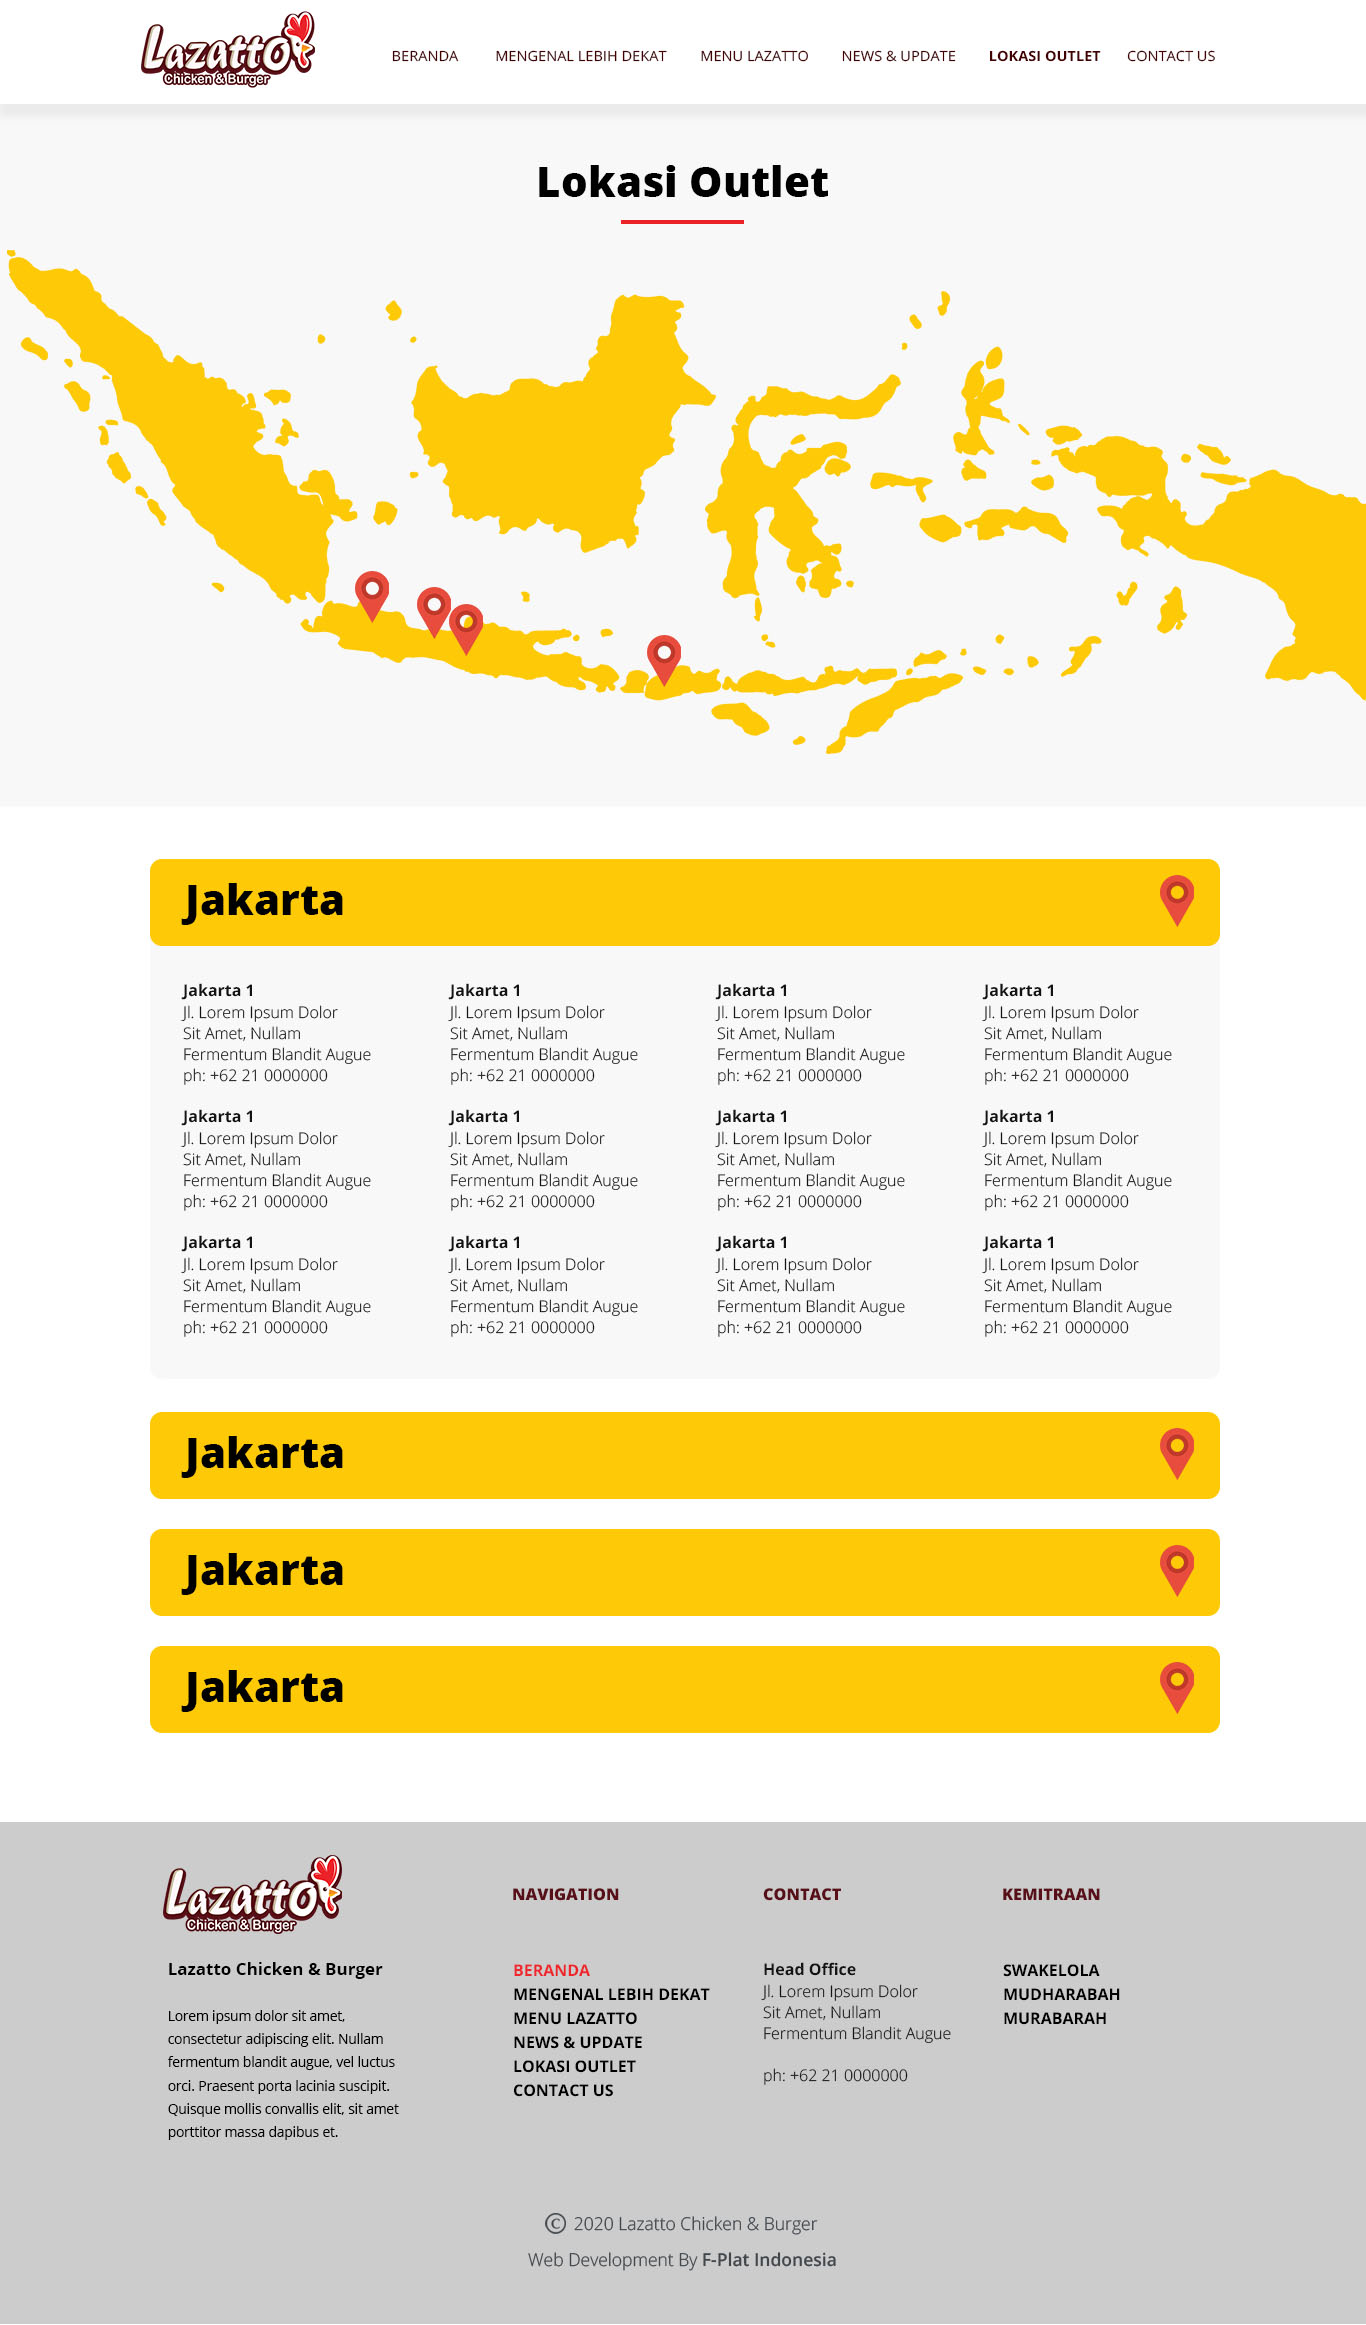 Lazatto
Chicken & Burger
BERANDA MENGENAL LEBIH DEKAT MENU LAZATTO NEWS & UPDATE LOKASI OUTLET CONTACT US
Lokasi Outlet
Jakarta
Jakarta 1 Jakarta 1 Jakarta 1 Jakarta 1
Jl. Lorem Ipsum Dolor Jl. Lorem Ipsum Dolor Jl. Lorem Ipsum Dolor Jl. Lorem Ipsum Dolor
Sit Amet, Nullam Sit Amet, Nullam Sit Amet, Nullam Sit Amet, Nullam
Fermentum Blandit Augue Fermentum Blandit Augue Fermentum Blandit Augue Fermentum Blandit Augue
ph: +62 21 0000000 ph: +62 21 0000000 ph: +62 21 0000000 ph: +62 21 0000000
Jakarta 1 Jakarta 1 Jakarta 1 Jakarta 1
Jl. Lorem Ipsum Dolor Jl. Lorem Ipsum Dolor Jl. Lorem Ipsum Dolor Jl. Lorem Ipsum Dolor
Sit Amet, Nullam Sit Amet, Nullam Sit Amet, Nullam Sit Amet, Nullam
Fermentum Blandit Augue Fermentum Blandit Augue Fermentum Blandit Augue Fermentum Blandit Augue
ph: +62 21 0000000 ph: +62 21 0000000 ph: +62 21 0000000 ph: +62 21 0000000
Jakarta 1 Jakarta 1 Jakarta 1 Jakarta 1
Jl. Lorem Ipsum Dolor Jl. Lorem Ipsum Dolor Jl. Lorem Ipsum Dolor Jl. Lorem Ipsum Dolor
Sit Amet, Nullam Sit Amet, Nullam Sit Amet, Nullam Sit Amet, Nullam
Fermentum Blandit Augue Fermentum Blandit Augue Fermentum Blandit Augue Fermentum Blandit Augue
ph: +62 21 0000000 ph: +62 21 0000000 ph: +62 21 0000000 ph: +62 21 0000000
Jakarta
Jakarta
Jakarta
Lazatto
Chicken & Burger
Lazatto Chicken & Burger
Lorem ipsum dolor sit amet,
consectetur adipiscing elit. Nullam
fermentum blandit augue, vel luctus
orci. Praesent porta lacinia suscipit.
Quisque mollis convallis elit, sit amet
porttitor massa dapibus et.
NAVIGATION
BERANDA
MENGENAL LEBIH DEKAT
MENU LAZATTO
NEWS & UPDATE
LOKASI OUTLET
CONTACT US
CONTACT
Head Office
Jl. Lorem Ipsum Dolor
Sit Amet, Nullam
Fermentum Blandit Augue
ph: +62 21 0000000
KEMITRAAN
SWAKELOLA
MUDHARABAH
MURABARAH
© 2020 Lazatto Chicken & Burger
Web Development By F-Plat Indonesia